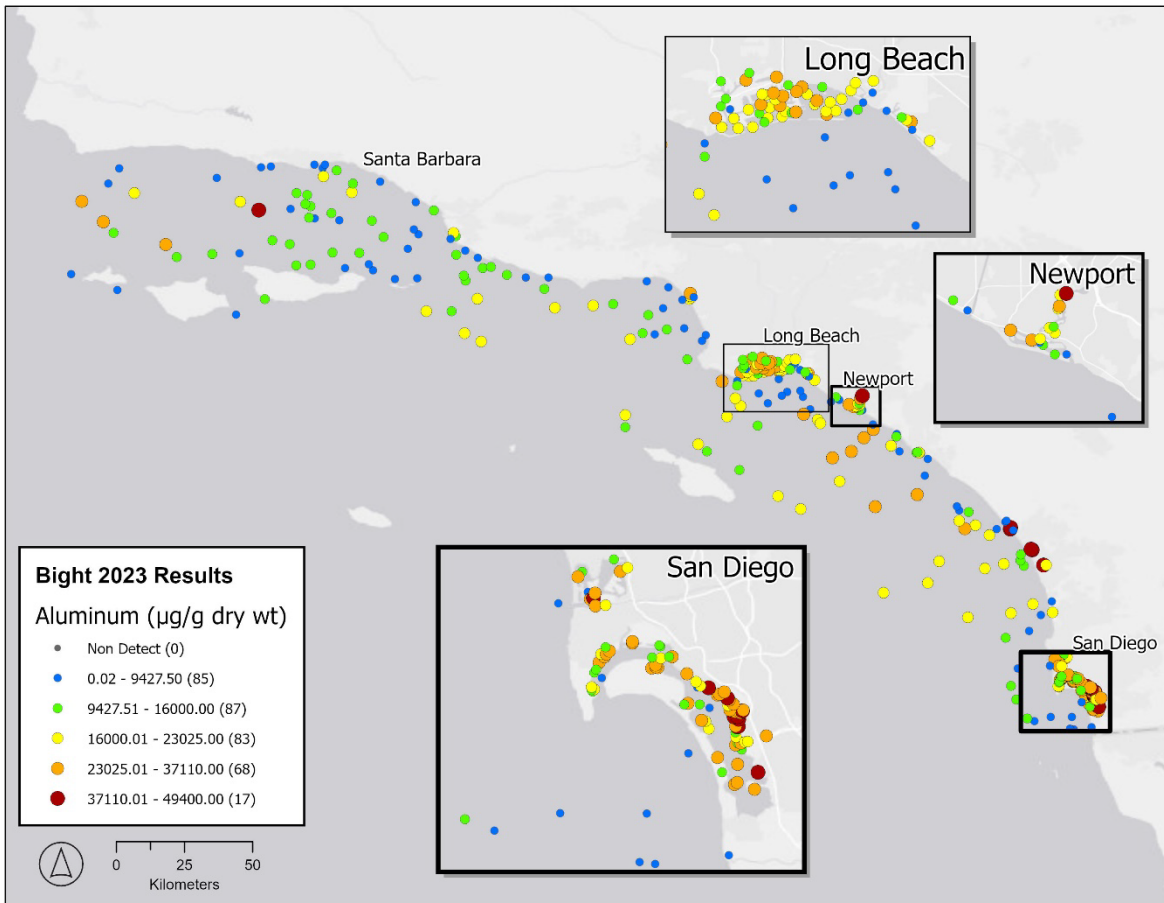 Long Beach
Santa Barbara
Newport
Long Beach
Newport
San Diego
San Diego
Bight 2023 Results
Aluminum (µg/g dry wt)
Non Detect (0)
0.02 - 9427.50 (85)
9427.51 - 16000.00 (87)
16000.01 - 23025.00 (83)
23025.01 - 37110.00 (68)
37110.01 - 49400.00 (17)
0 25 50
Kilometers